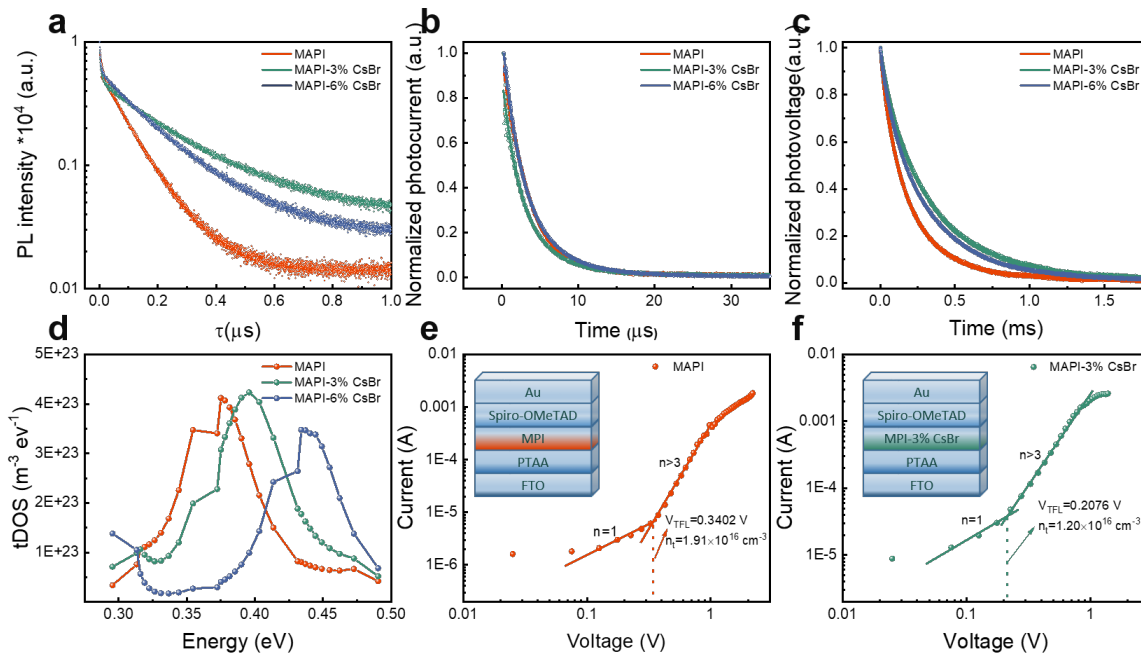 a
PL intensity *10⁴ (a.u.)
1
0.1
0.01
0.0
0.2
0.4
0.6
0.8
1.0
τ(μs)
MAPI
MAPI-3% CsBr
MAPI-6% CsBr
b
Normalized photocurrent (a.u.)
1.0
0.8
0.6
0.4
0.2
0.0
0
10
20
30
Time (μs)
MAPI
MAPI-3% CsBr
MAPI-6% CsBr
c
Normalized photovoltage(a.u.)
1.0
0.8
0.6
0.4
0.2
0.0
0.0
0.5
1.0
1.5
Time (ms)
MAPI
MAPI-3% CsBr
MAPI-6% CsBr
d
tDOS (m⁻³ ev⁻¹)
5E+23
4E+23
3E+23
2E+23
1E+23
0.30
0.35
0.40
0.45
0.50
Energy (eV)
MAPI
MAPI-3% CsBr
MAPI-6% CsBr
e
Current (A)
0.01
0.001
1E-4
1E-5
1E-6
0.01
0.1
1
Voltage (V)
MAPI
Au
Spiro-OMeTAD
MPI
PTAA
FTO
n>3
n=1
V_TFL=0.3402 V
n_t=1.91×10¹⁶ cm⁻³
f
Current (A)
0.01
0.001
1E-4
1E-5
0.01
0.1
1
Voltage (V)
MAPI-3% CsBr
Au
Spiro-OMeTAD
MPI-3% CsBr
PTAA
FTO
n>3
n=1
V_TFL=0.2076 V
n_t=1.20×10¹⁶ cm⁻³